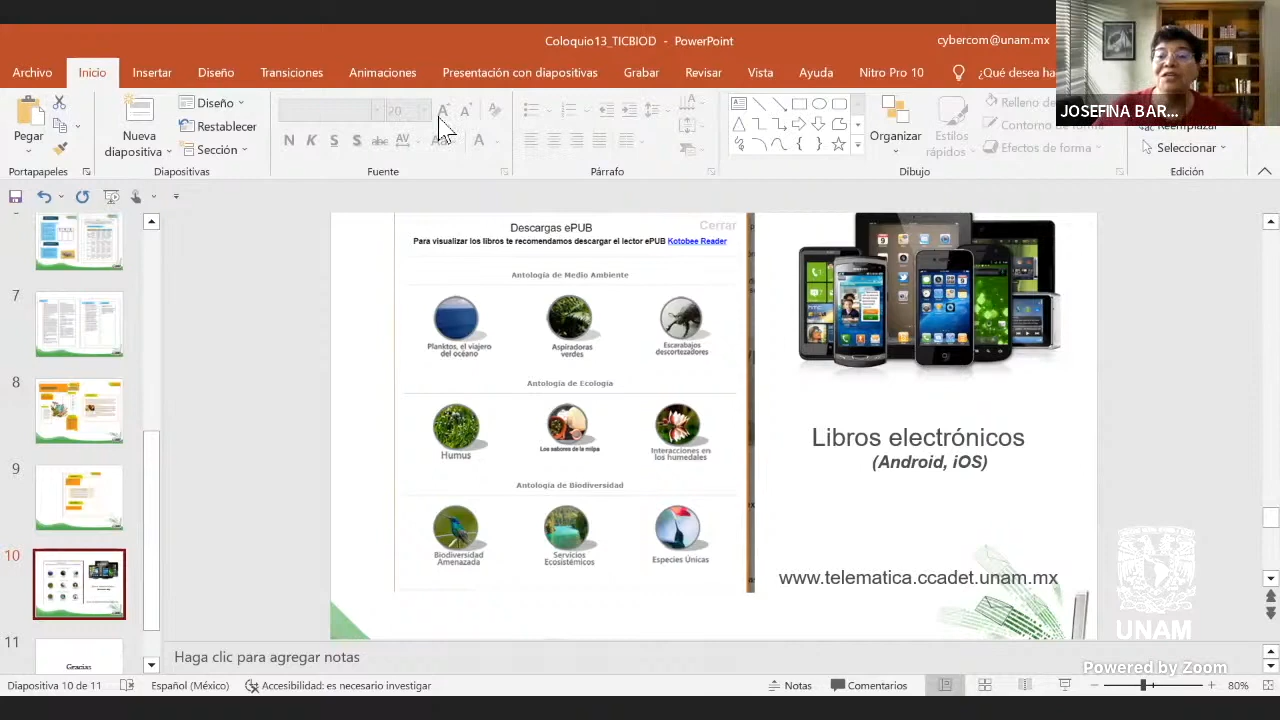 Coloquio13_TICBIOD - PowerPoint
cybercom@unam.mx
Archivo
Inicio
Insertar
Diseño
Transiciones
Animaciones
Presentación con diapositivas
Grabar
Revisar
Vista
Ayuda
Nitro Pro 10
¿Qué desea ha
JOSEFINA BAR...
Pegar
Portapapeles
Nueva
diapositiva
Diseño
Restablecer
Sección
Diapositivas
20
N K S S abc AV Aa A
Fuente
Párrafo
Organizar
Estilos
rápidos
Relleno de
Contorno de forma
Efectos de forma
Dibujo
Reemplazar
Seleccionar
Edición
7
8
9
10
11
Gracias
Descargas ePUB
Cerrar
Para visualizar los libros te recomendamos descargar el lector ePUB Kotobee Reader
Antología de Medio Ambiente
Planktos, el viajero
del océano
Aspiradoras
verdes
Escarabajos
descortezadores
Antología de Ecología
Humus
Los sabores de la milpa
Interacciones en
los humedales
Antología de Biodiversidad
Biodiversidad
Amenazada
Servicios
Ecosistémicos
Especies Únicas
Libros electrónicos
(Android, iOS)
www.telematica.ccadet.unam.mx
UNAM
Powered by Zoom
Haga clic para agregar notas
Diapositiva 10 de 11
Español (México)
Accesibilidad: es necesario investigar
Notas
Comentarios
80%